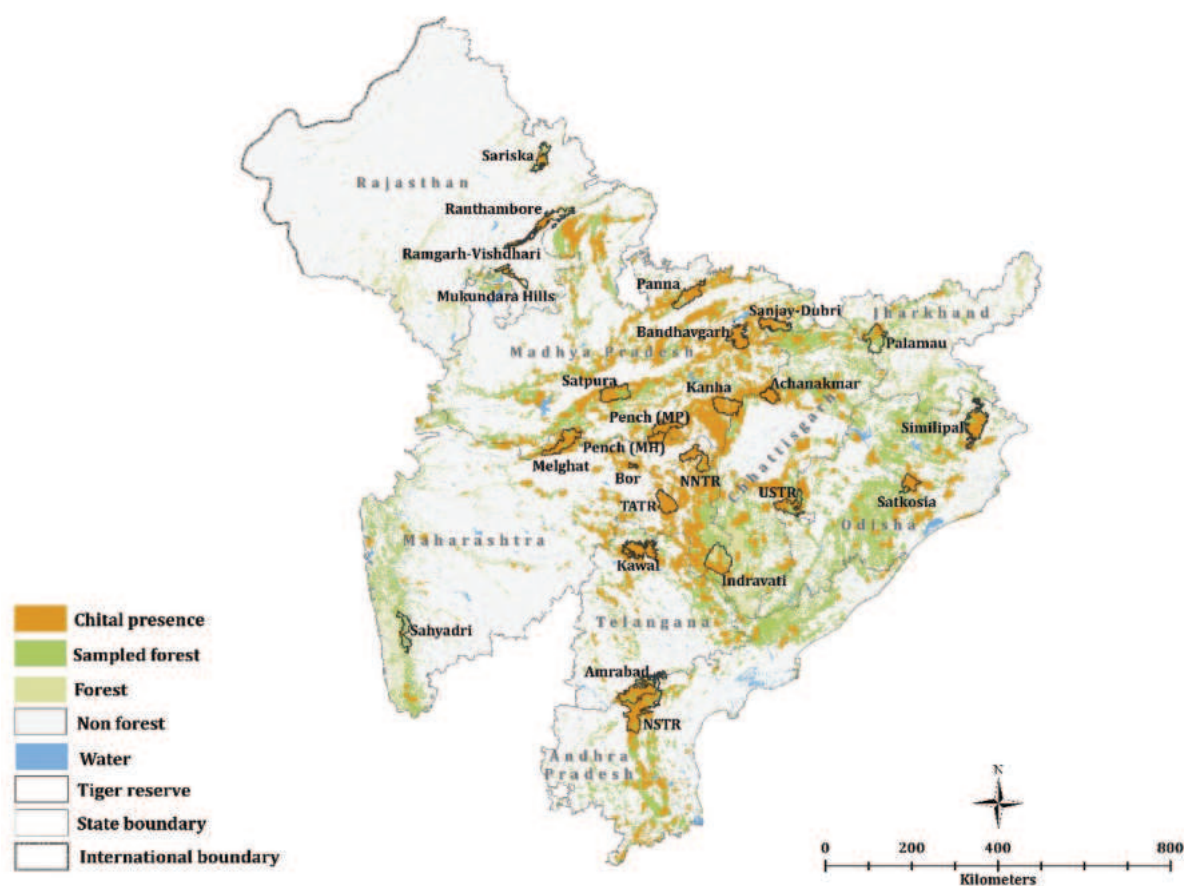 Sariska
Rajasthan
Ranthambore
Ramgarh-Vishdhari
Mukundara Hills
Panna
Sanjay-Dubri
Jharkhand
Bandhavgarh
Palamau
Madhya Pradesh
Satpura
Kanha
Achanakmar
Pench (MP)
Similipal
Pench (MH)
Melghat
Chhattisgarh
Bor
NNTR
USTR
Satkosia
TATR
Odisha
Maharashtra
Kawal
Indravati
Telangana
Sahyadri
Amrabad
NSTR
Andhra
Pradesh
Chital presence
Sampled forest
Forest
Non forest
Water
Tiger reserve
State boundary
International boundary
N
0 200 400 800
Kilometers